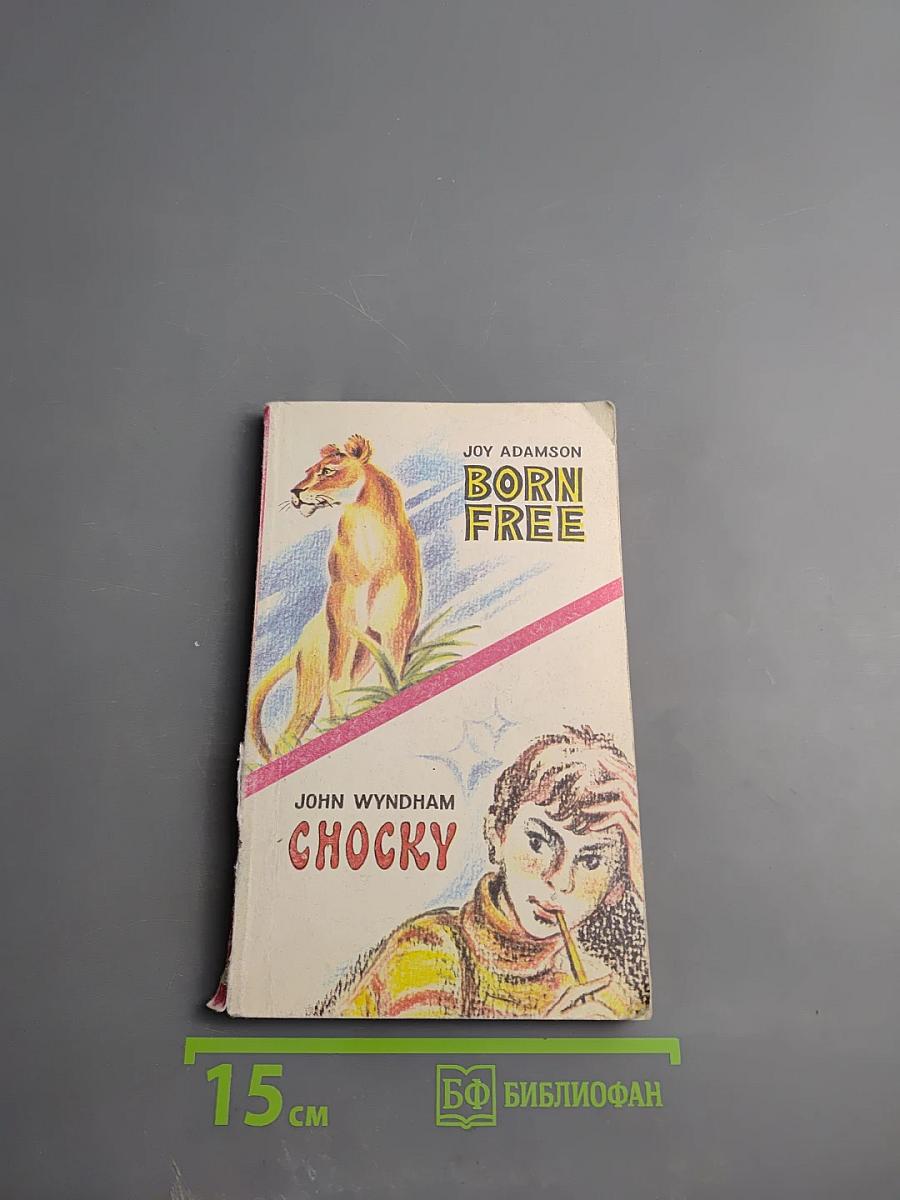 JOY ADAMSON
BORN
FREE
JOHN WYNDHAM
CHOCKY
15 см
БФ БИБЛИОФАН